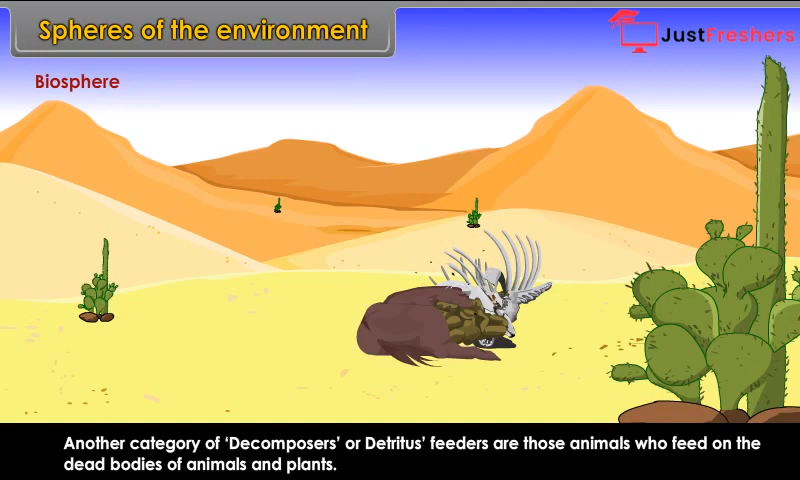 Spheres of the environment
JustFreshers
Biosphere
Another category of ‘Decomposers’ or Detritus’ feeders are those animals who feed on the
dead bodies of animals and plants.